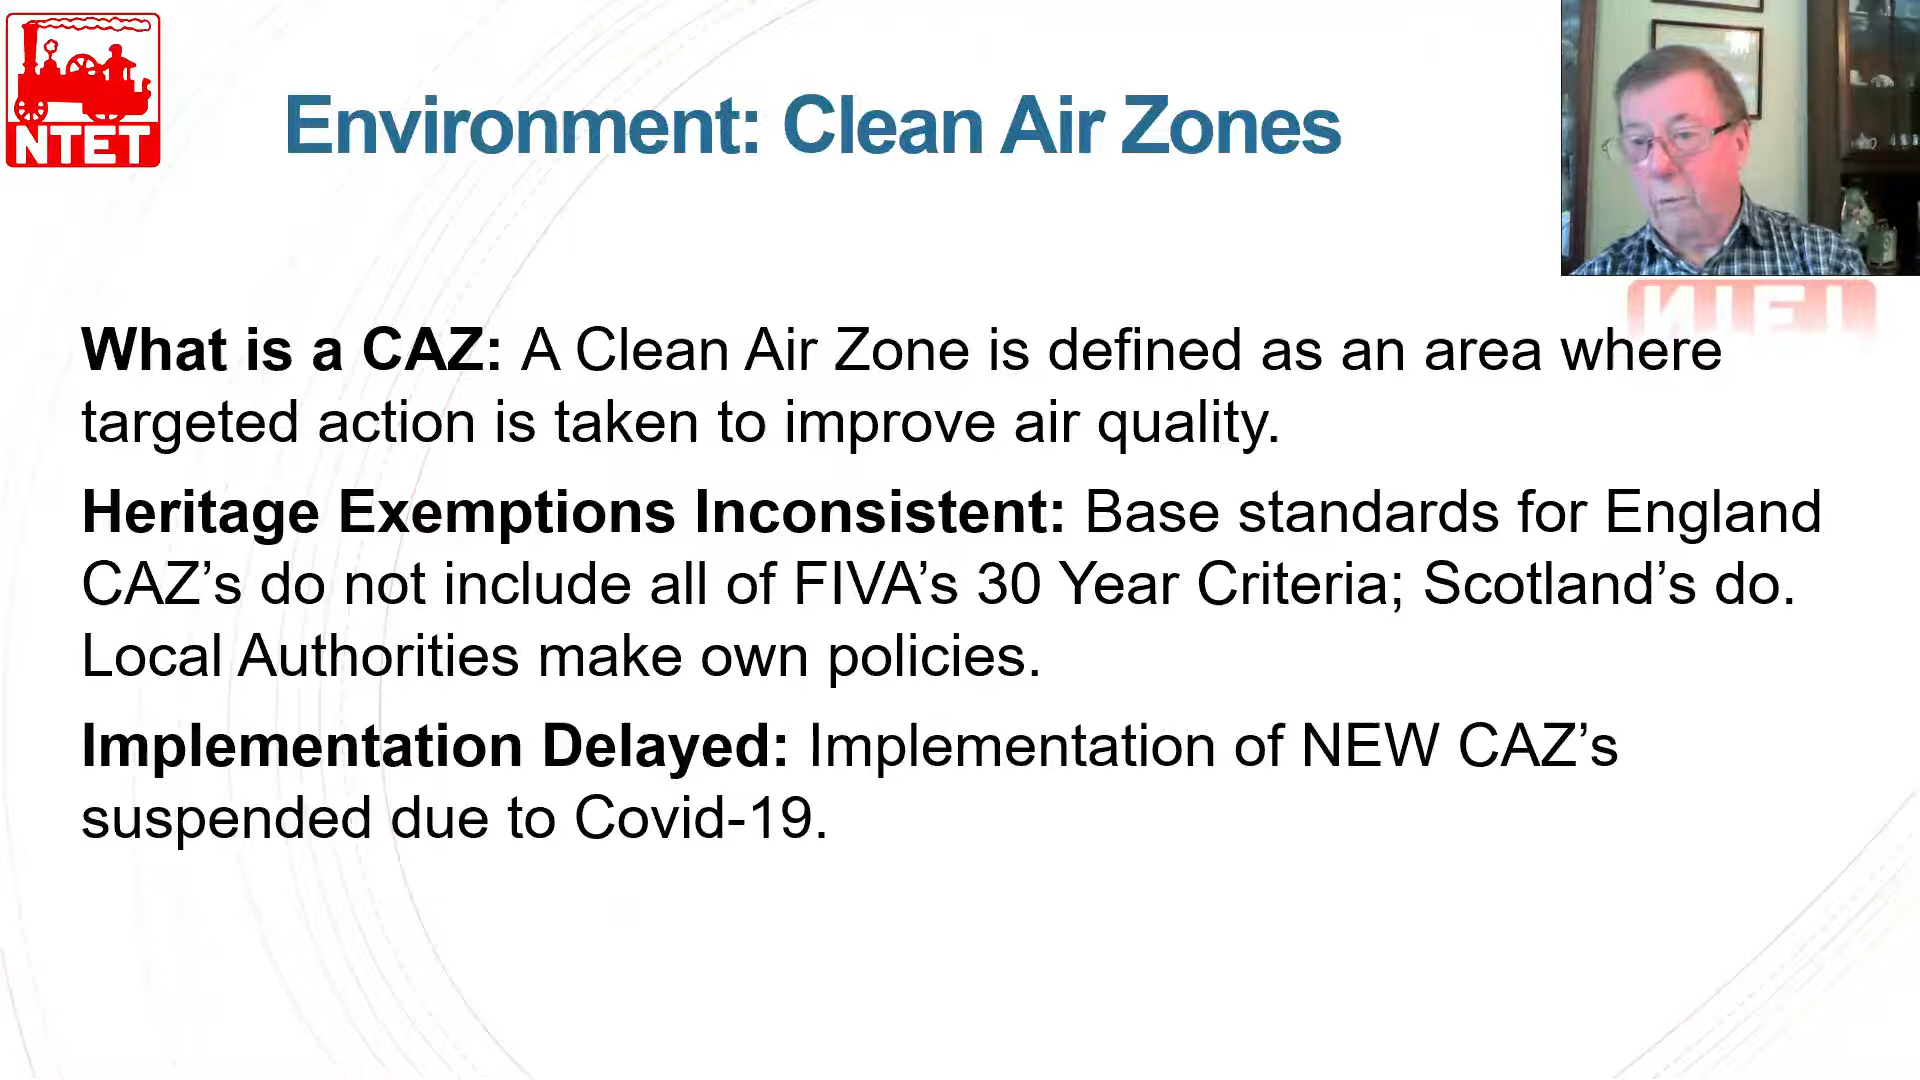 NTET
Environment: Clean Air Zones
What is a CAZ: A Clean Air Zone is defined as an area where
targeted action is taken to improve air quality.
Heritage Exemptions Inconsistent: Base standards for England
CAZ’s do not include all of FIVA’s 30 Year Criteria; Scotland’s do.
Local Authorities make own policies.
Implementation Delayed: Implementation of NEW CAZ’s
suspended due to Covid-19.